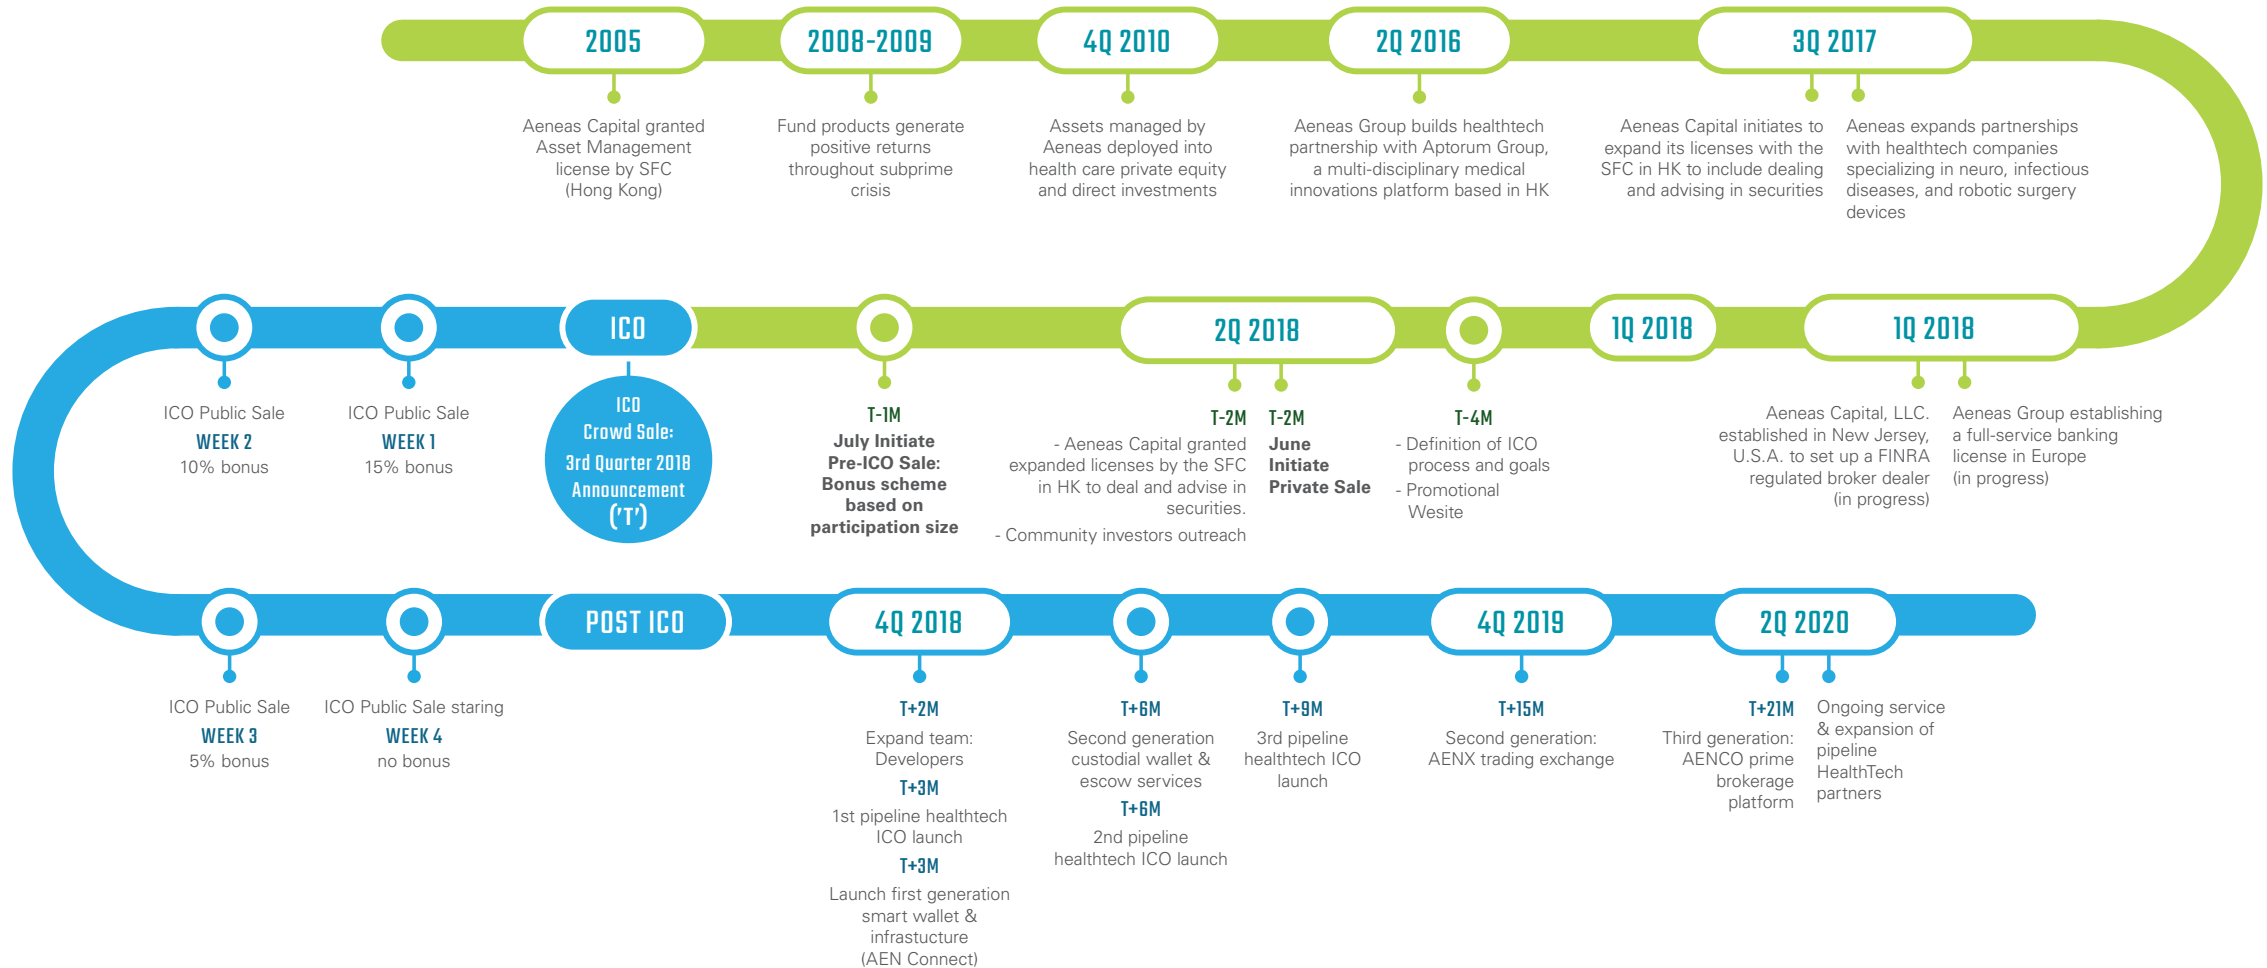 2005
Aeneas Capital granted
Asset Management
license by SFC
(Hong Kong)
2008-2009
Fund products generate
positive returns
throughout subprime
crisis
4Q 2010
Assets managed by
Aeneas deployed into
health care private equity
and direct investments
2Q 2016
Aeneas Group builds healthtech
partnership with Aptorum Group,
a multi-disciplinary medical
innovations platform based in HK
3Q 2017
Aeneas Capital initiates to
expand its licenses with the
SFC in HK to include dealing
and advising in securities
Aeneas expands partnerships
with healthtech companies
specializing in neuro, infectious
diseases, and robotic surgery
devices
1Q 2018
Aeneas Capital, LLC.
established in New Jersey,
U.S.A. to set up a FINRA
regulated broker dealer
(in progress)
Aeneas Group establishing
a full-service banking
license in Europe
(in progress)
1Q 2018
T-4M
- Definition of ICO
process and goals
- Promotional
Wesite
2Q 2018
T-2M
- Aeneas Capital granted
expanded licenses by the SFC
in HK to deal and advise in
securities.
- Community investors outreach
T-2M
June
Initiate
Private Sale
T-1M
July Initiate
Pre-ICO Sale:
Bonus scheme
based on
participation size
ICO
ICO
Crowd Sale:
3rd Quarter 2018
Announcement
('T')
ICO Public Sale
WEEK 1
15% bonus
ICO Public Sale
WEEK 2
10% bonus
ICO Public Sale
WEEK 3
5% bonus
ICO Public Sale staring
WEEK 4
no bonus
POST ICO
4Q 2018
T+2M
Expand team:
Developers
T+3M
1st pipeline healthtech
ICO launch
T+3M
Launch first generation
smart wallet &
infrastucture
(AEN Connect)
T+6M
Second generation
custodial wallet &
escow services
T+6M
2nd pipeline
healthtech ICO launch
T+9M
3rd pipeline
healthtech ICO
launch
4Q 2019
T+15M
Second generation:
AENX trading exchange
2Q 2020
T+21M
Third generation:
AENCO prime
brokerage
platform
Ongoing service
& expansion of
pipeline
HealthTech
partners